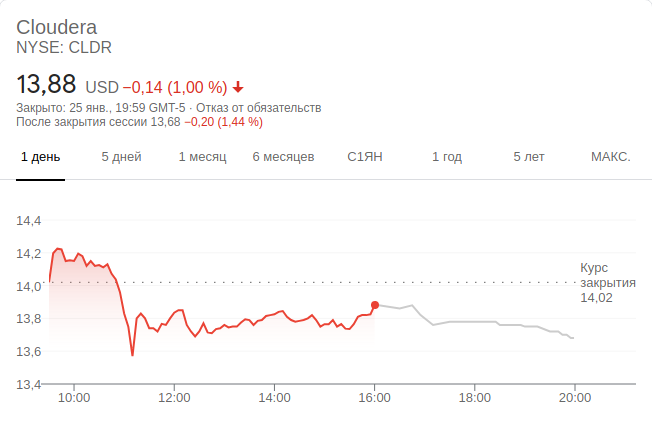 Cloudera
NYSE: CLDR
13,88 USD −0,14 (1,00 %)
Закрыто: 25 янв., 19:59 GMT-5 · Отказ от обязательств
После закрытия сессии 13,68 −0,20 (1,44 %)
1 день 5 дней 1 месяц 6 месяцев С1ЯН 1 год 5 лет МАКС.
14,4
14,2
Курс
закрытия
14,02
14,0
13,8
13,6
13,4
10:00 12:00 14:00 16:00 18:00 20:00